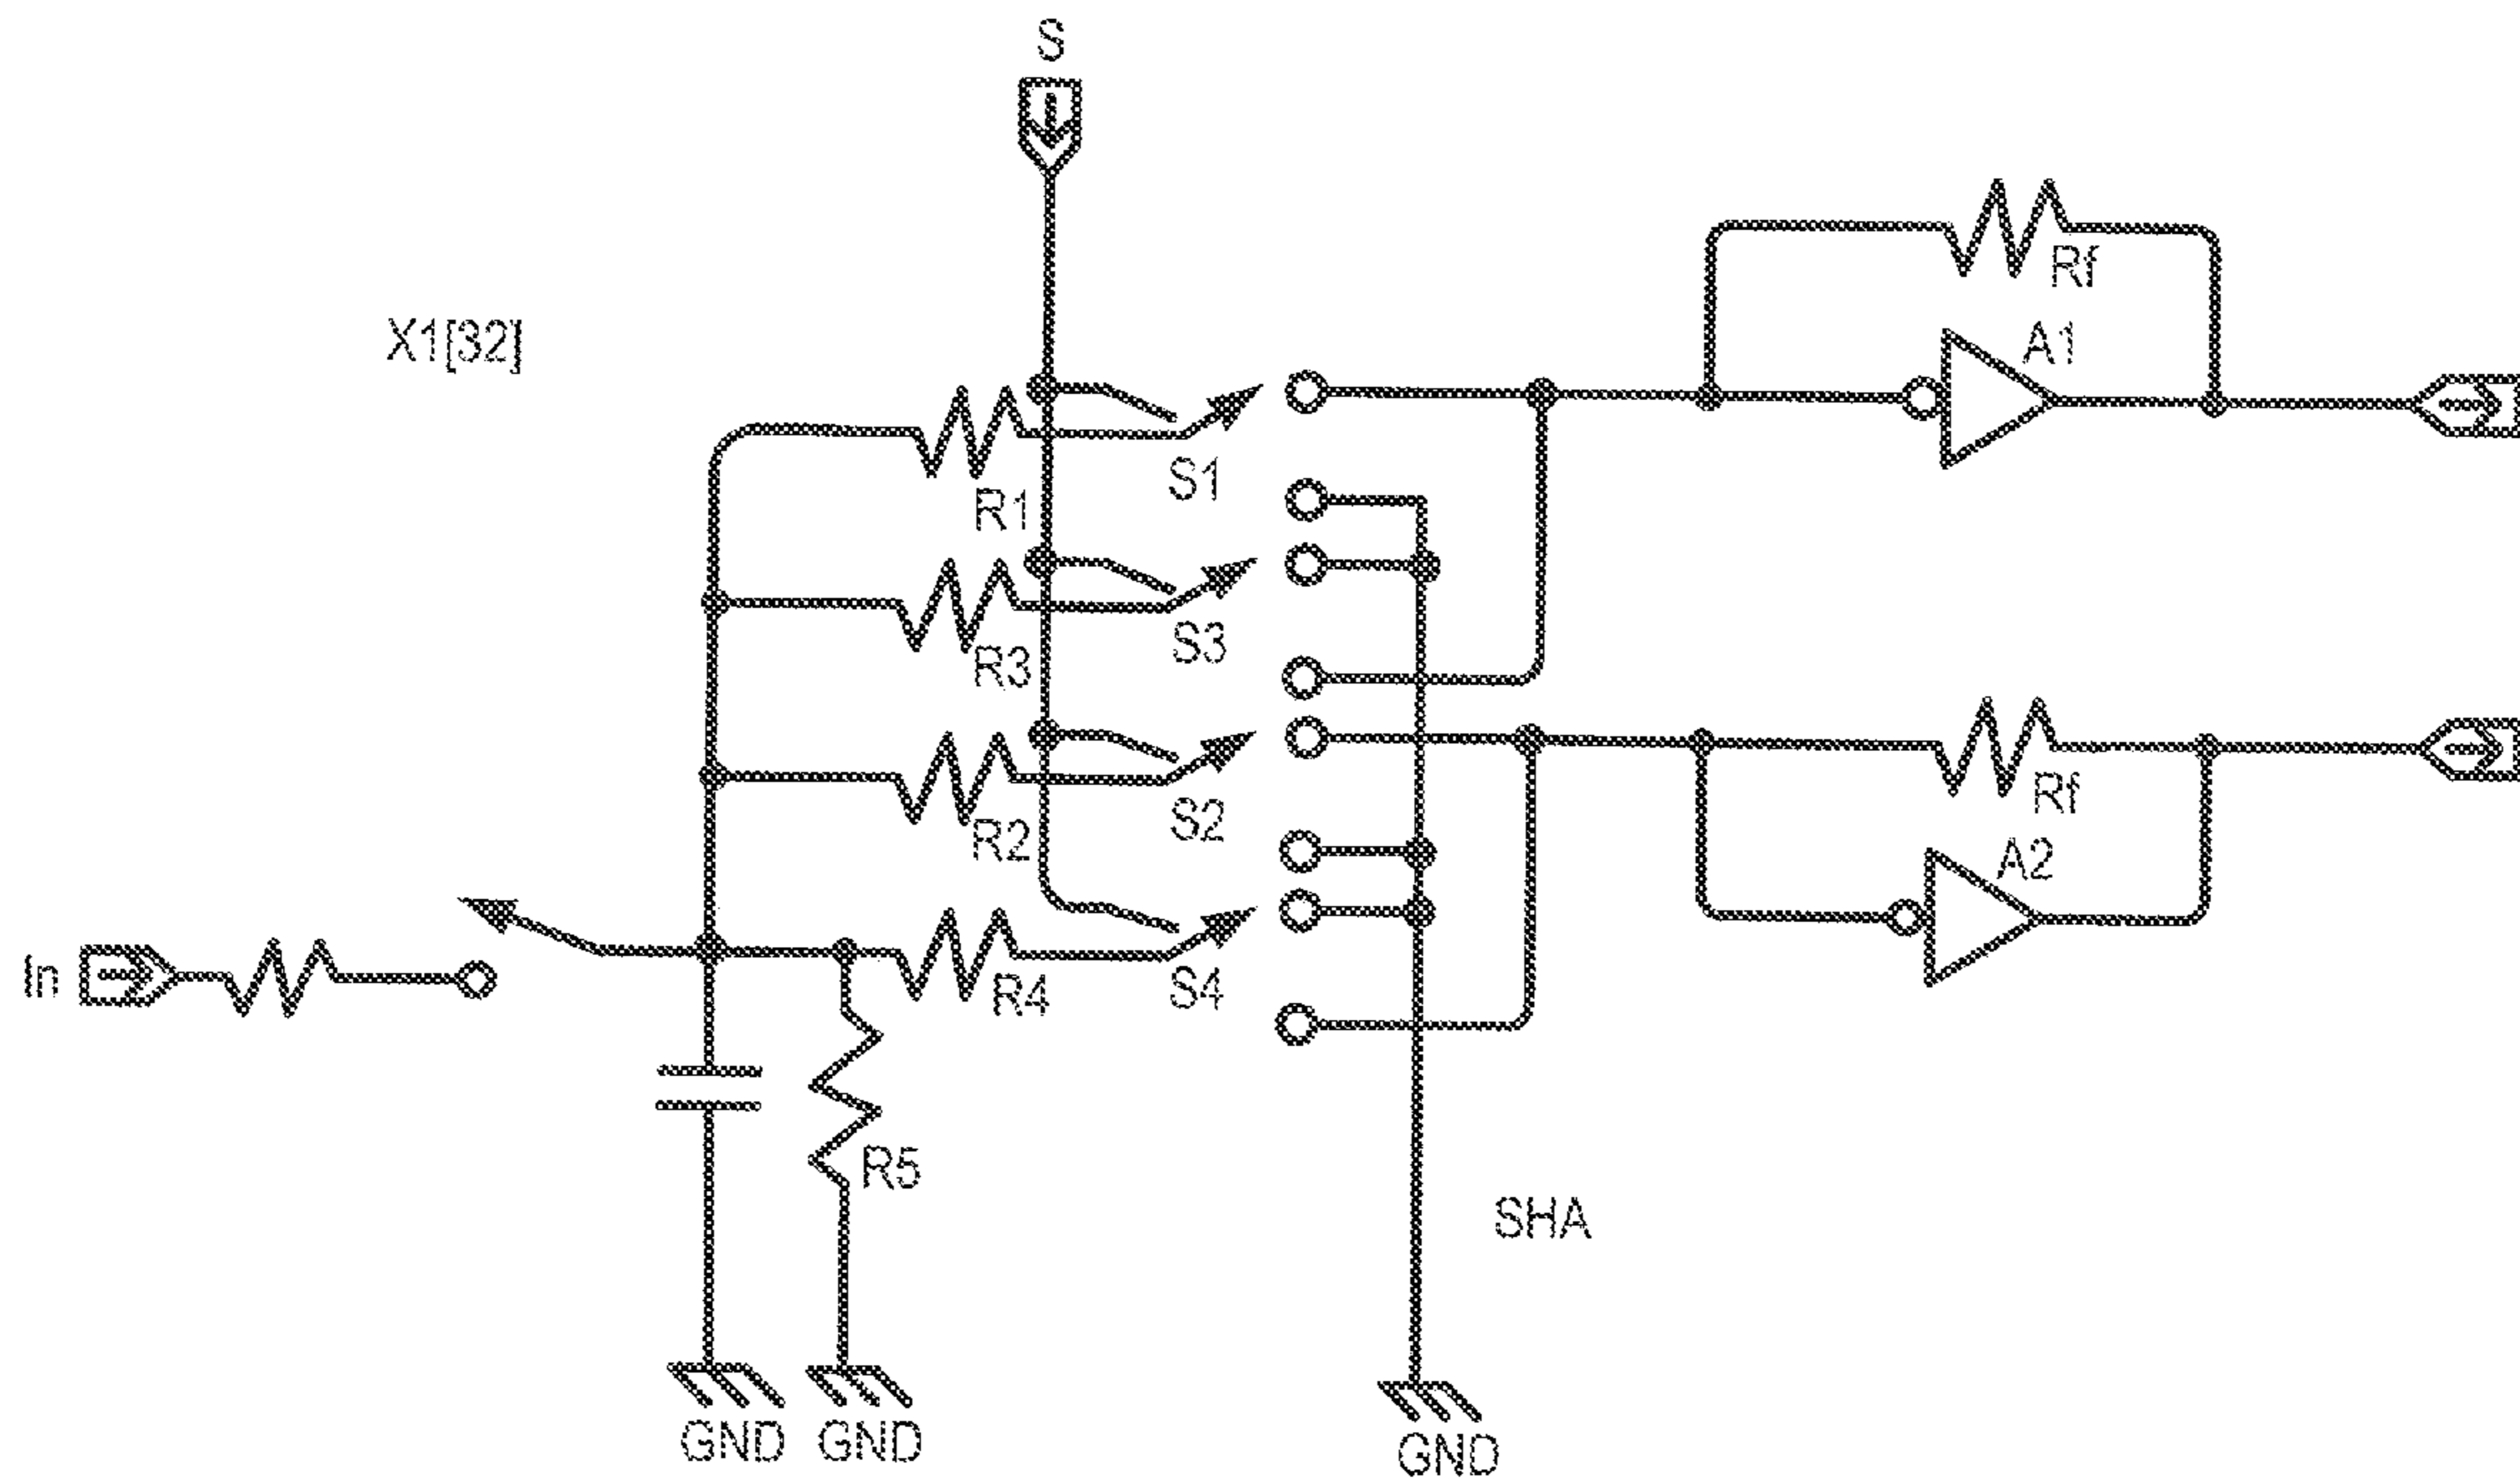 S
X1[32]
Rf
A1
S1
R1
S3
R3
Rf
S2
R2
A2
In
R4
S4
R5
SHA
GND
GND
GND